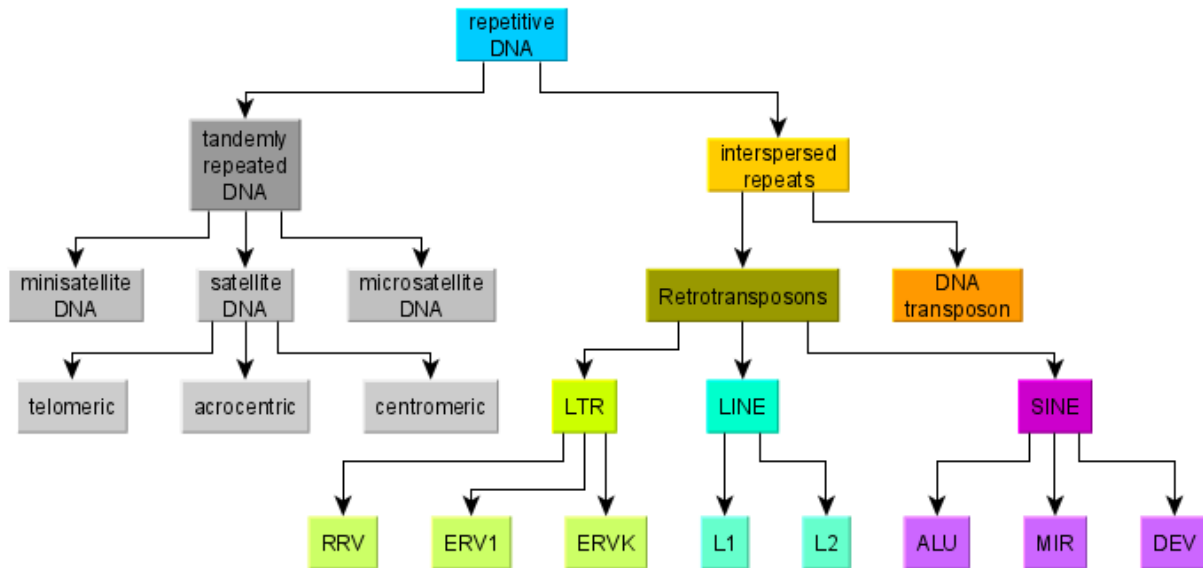 repetitive
DNA
tandemly
repeated
DNA
interspersed
repeats
minisatellite
DNA
satellite
DNA
microsatellite
DNA
Retrotransposons
DNA
transposon
telomeric
acrocentric
centromeric
LTR
LINE
SINE
RRV
ERV1
ERVK
L1
L2
ALU
MIR
DEV